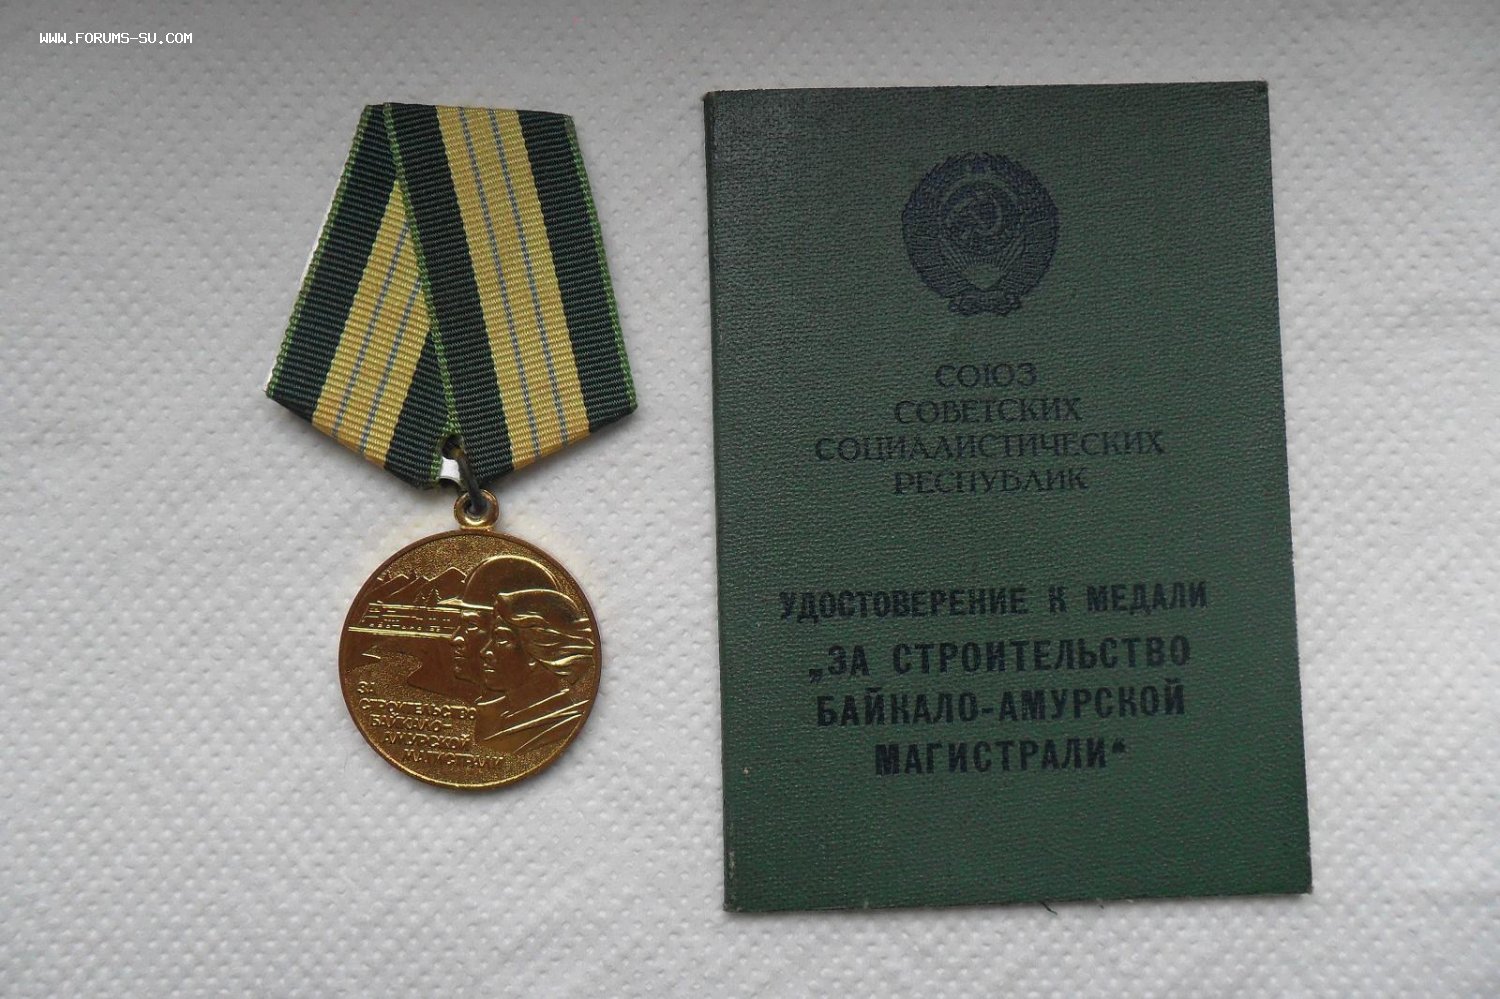 WWW.FORUMS-SU.COM
ЗА
СТРОИТЕЛЬСТВО
БАЙКАЛО-
АМУРСКОЙ
МАГИСТРАЛИ
СОЮЗ
СОВЕТСКИХ
СОЦИАЛИСТИЧЕСКИХ
РЕСПУБЛИК
УДОСТОВЕРЕНИЕ К МЕДАЛИ
„ЗА СТРОИТЕЛЬСТВО
БАЙКАЛО-АМУРСКОЙ
МАГИСТРАЛИ“